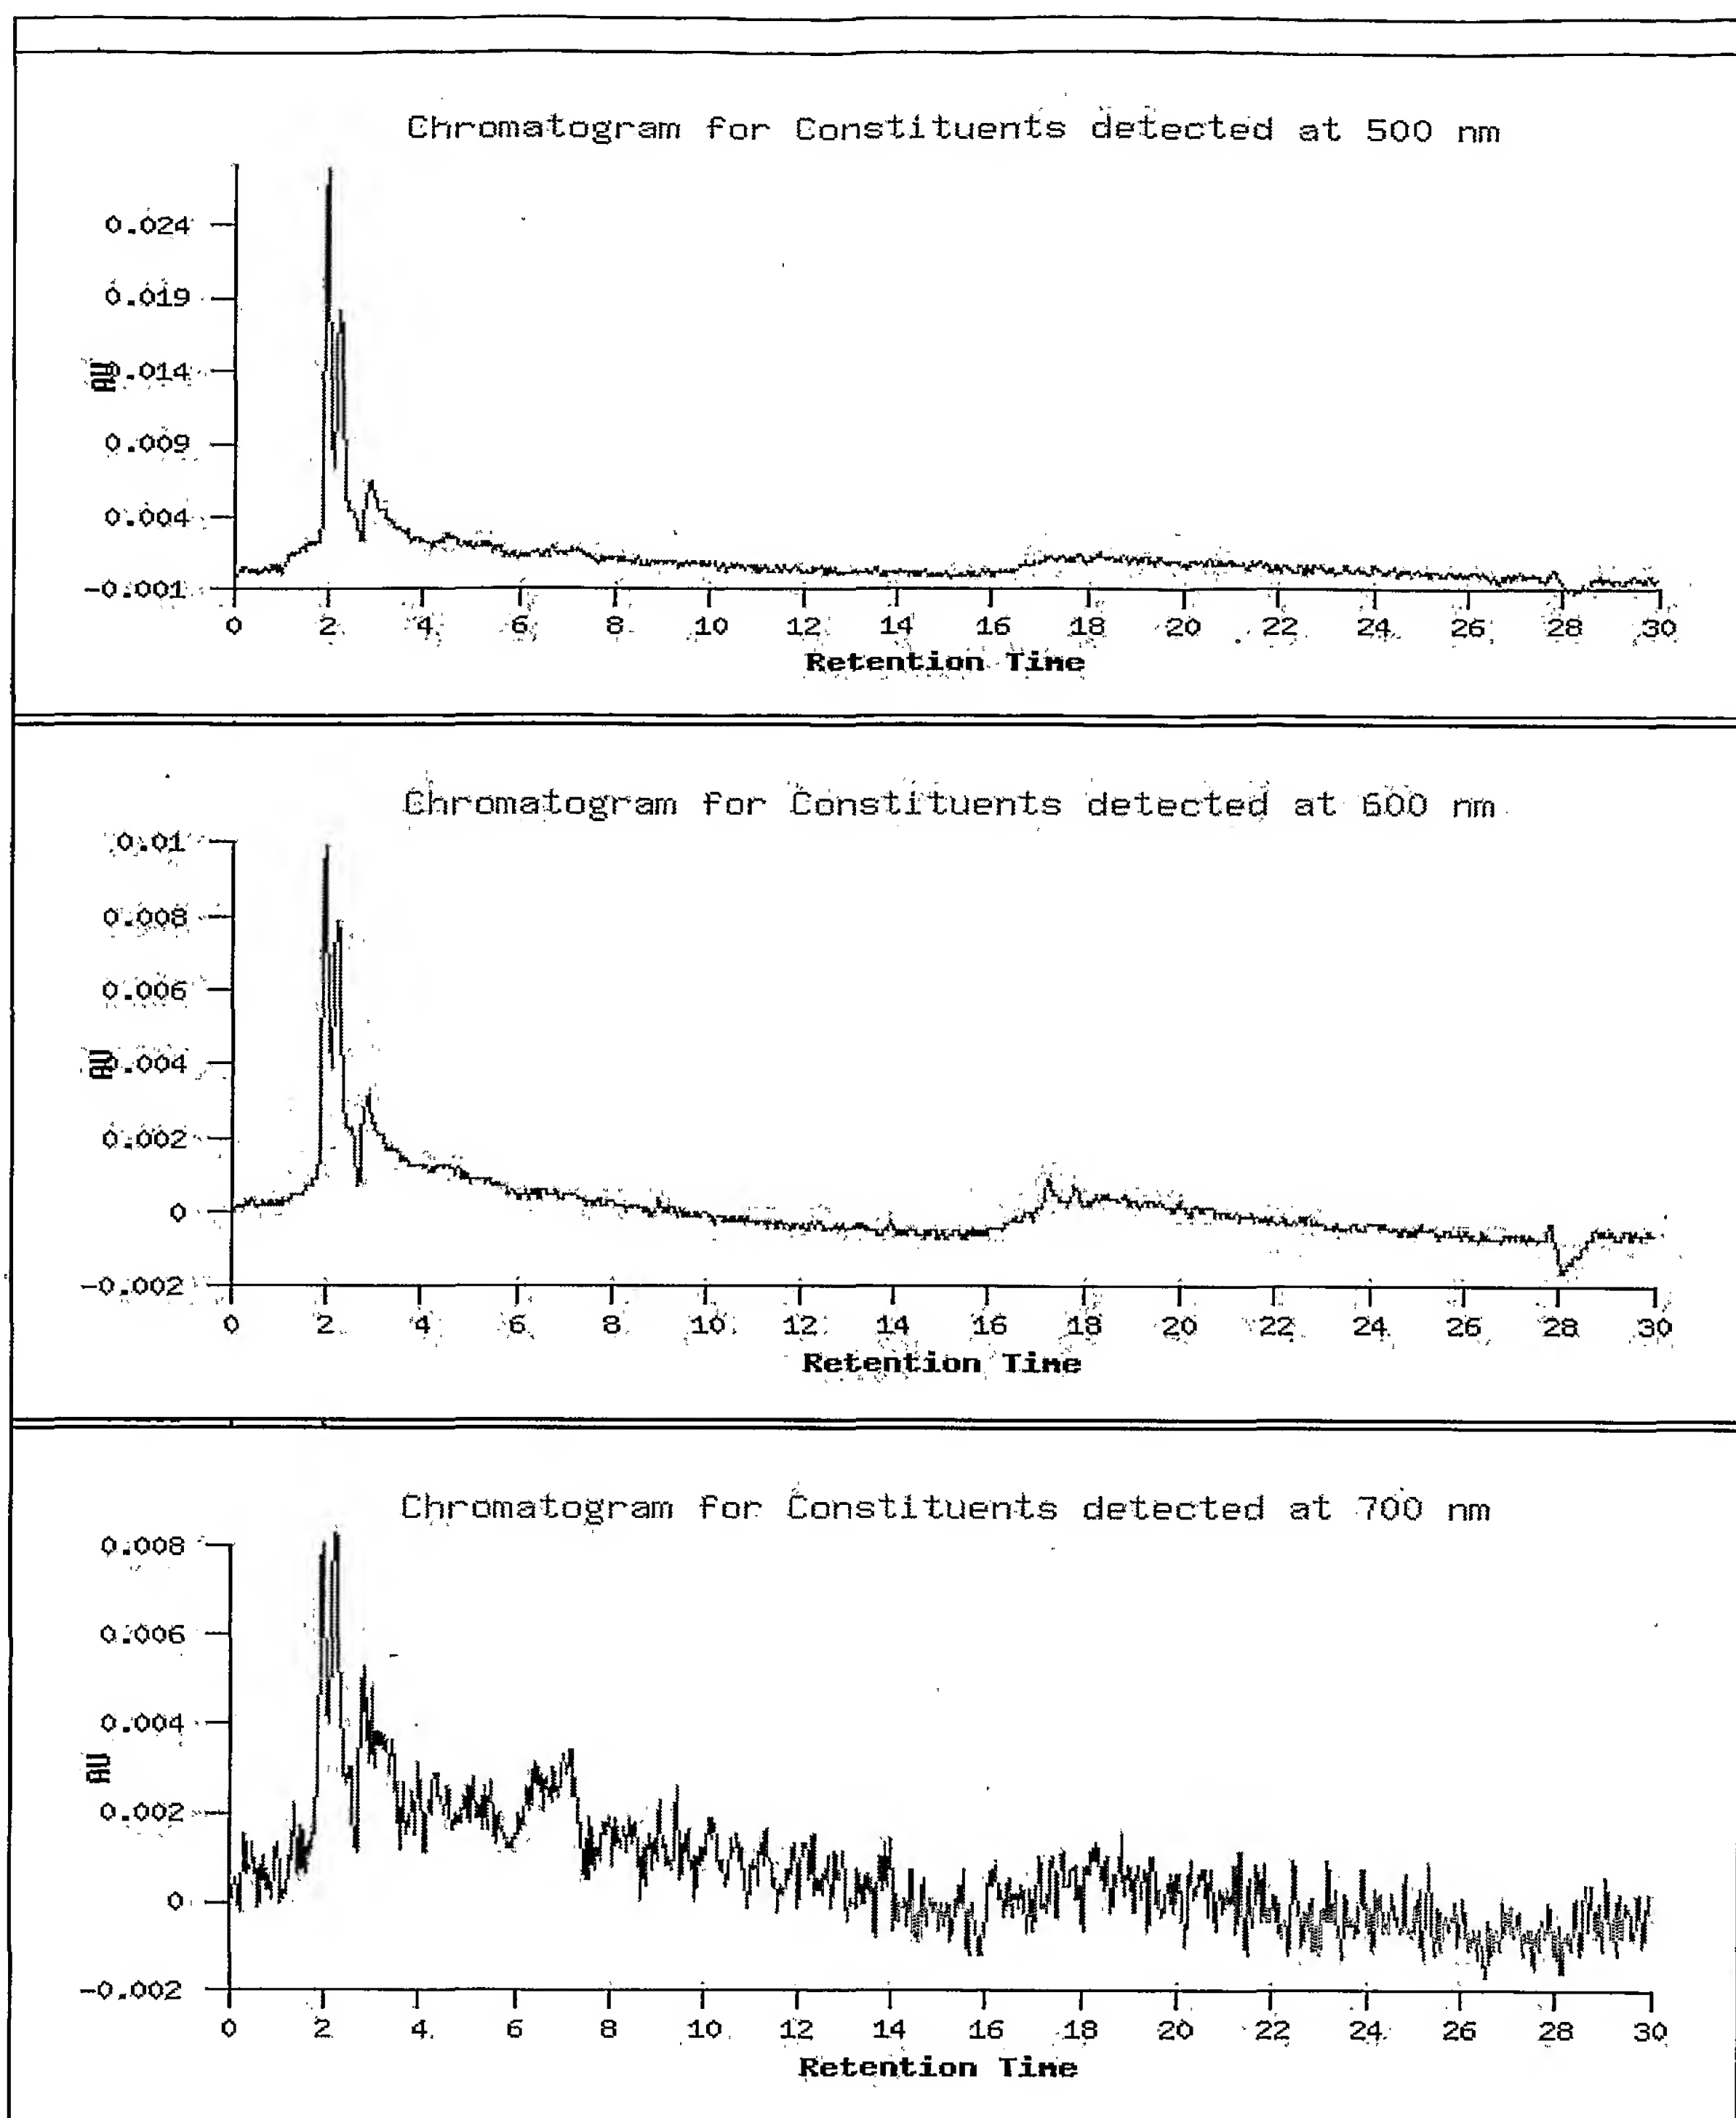 Chromatogram for Constituents detected at 500 nm
0.024
0.019
AU
0.014
0.009
0.004
-0.001
0 2 4 6 8 10 12 14 16 18 20 22 24 26 28 30
Retention Time
Chromatogram for Constituents detected at 600 nm
0.01
0.008
0.006
AU
0.004
0.002
0
-0.002
0 2 4 6 8 10 12 14 16 18 20 22 24 26 28 30
Retention Time
Chromatogram for Constituents detected at 700 nm
0.008
0.006
0.004
AU
0.002
0
-0.002
0 2 4 6 8 10 12 14 16 18 20 22 24 26 28 30
Retention Time